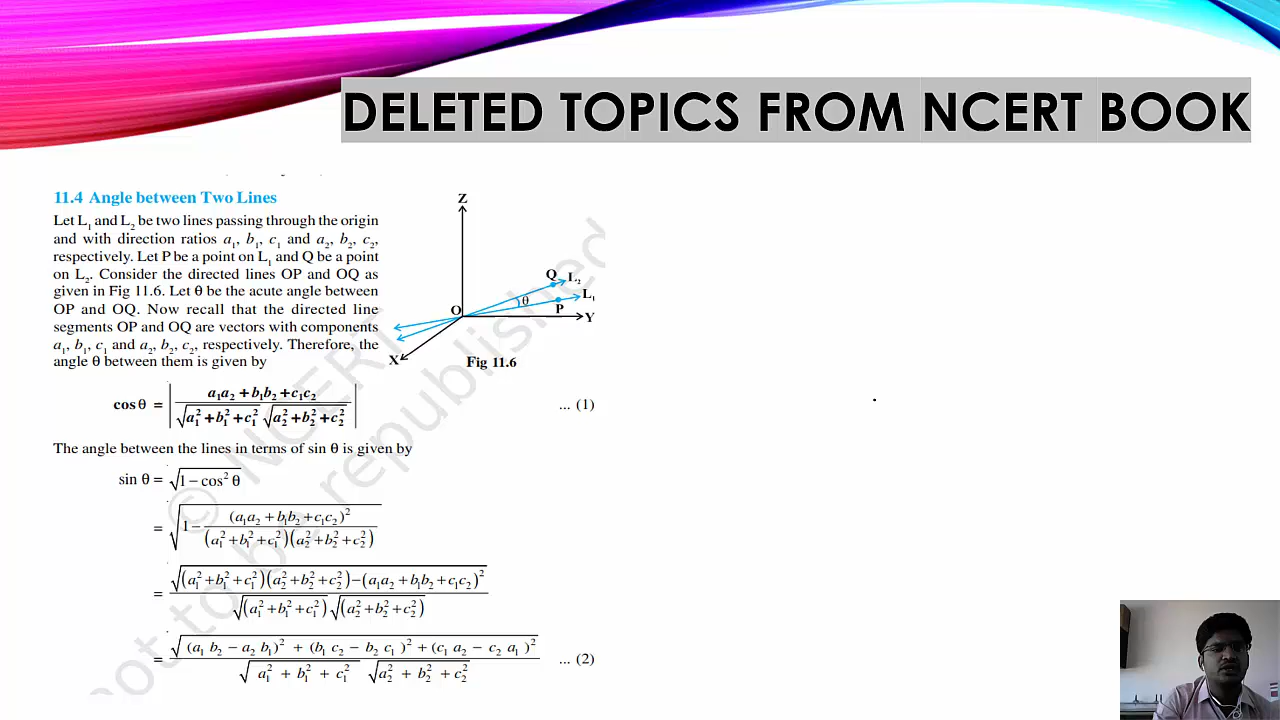 DELETED TOPICS FROM NCERT BOOK
11.4 Angle between Two Lines
Let L₁ and L₂ be two lines passing through the origin
and with direction ratios a₁, b₁, c₁ and a₂, b₂, c₂,
respectively. Let P be a point on L₁ and Q be a point
on L₂. Consider the directed lines OP and OQ as
given in Fig 11.6. Let θ be the acute angle between
OP and OQ. Now recall that the directed line
segments OP and OQ are vectors with components
a₁, b₁, c₁ and a₂, b₂, c₂, respectively. Therefore, the
angle θ between them is given by
Z
Q
L₂
θ
L₁
O
P
Y
X
Fig 11.6
cos θ = | (a₁a₂ + b₁b₂ + c₁c₂) / (√(a₁² + b₁² + c₁²) √(a₂² + b₂² + c₂²)) | ... (1)
The angle between the lines in terms of sin θ is given by
sin θ = √(1 − cos² θ)
= √(1 − (a₁a₂ + b₁b₂ + c₁c₂)² / ((a₁² + b₁² + c₁²)(a₂² + b₂² + c₂²)))
= √((a₁² + b₁² + c₁²)(a₂² + b₂² + c₂²) − (a₁a₂ + b₁b₂ + c₁c₂)²) / (√(a₁² + b₁² + c₁²) √(a₂² + b₂² + c₂²))
= √((a₁ b₂ − a₂ b₁)² + (b₁ c₂ − b₂ c₁)² + (c₁ a₂ − c₂ a₁)²) / (√(a₁² + b₁² + c₁²) √(a₂² + b₂² + c₂²)) ... (2)
© NCERT
not to be republished